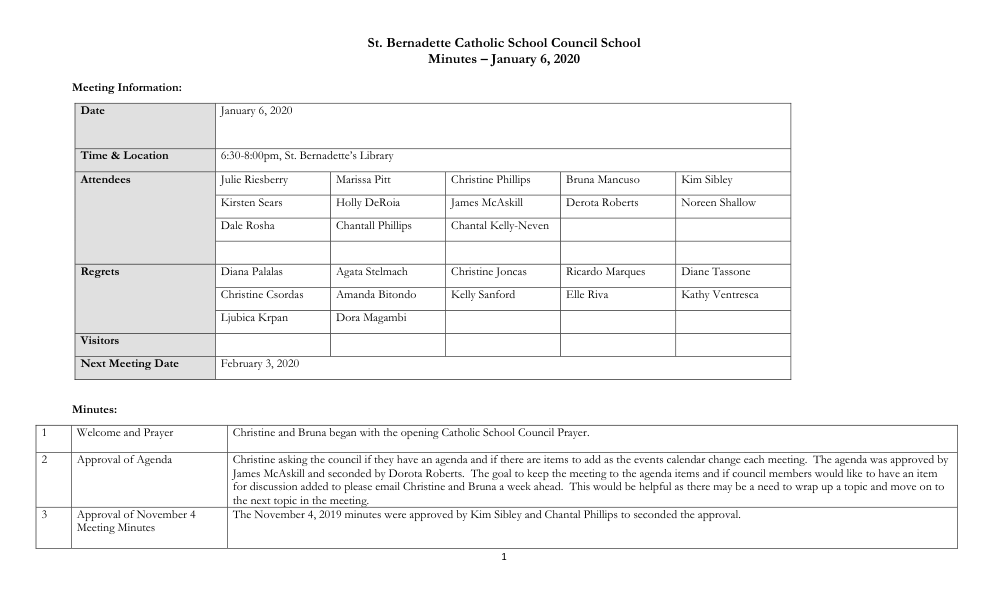 St. Bernadette Catholic School Council School
Minutes – January 6, 2020
Meeting Information:
Date January 6, 2020
Time & Location 6:30-8:00pm, St. Bernadette's Library
Attendees Julie Riesberry Marissa Pitt Christine Phillips Bruna Mancuso Kim Sibley
Kirsten Sears Holly DeRoia James McAskill Derota Roberts Noreen Shallow
Dale Rosha Chantall Phillips Chantal Kelly-Neven
Regrets Diana Palalas Agata Stelmach Christine Joncas Ricardo Marques Diane Tassone
Christine Csordas Amanda Bitondo Kelly Sanford Elle Riva Kathy Ventresca
Ljubica Krpan Dora Magambi
Visitors
Next Meeting Date February 3, 2020
Minutes:
1 Welcome and Prayer Christine and Bruna began with the opening Catholic School Council Prayer.
2 Approval of Agenda Christine asking the council if they have an agenda and if there are items to add as the events calendar change each meeting. The agenda was approved by
James McAskill and seconded by Dorota Roberts. The goal to keep the meeting to the agenda items and if council members would like to have an item
for discussion added to please email Christine and Bruna a week ahead. This would be helpful as there may be a need to wrap up a topic and move on to
the next topic in the meeting.
3 Approval of November 4 The November 4, 2019 minutes were approved by Kim Sibley and Chantal Phillips to seconded the approval.
Meeting Minutes
1